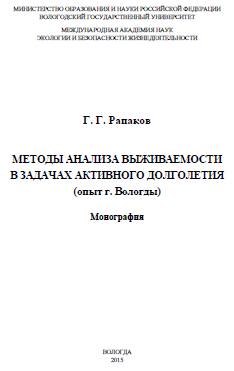 МИНИСТЕРСТВО ОБРАЗОВАНИЯ И НАУКИ РОССИЙСКОЙ ФЕДЕРАЦИИ
ВОЛОГОДСКИЙ ГОСУДАРСТВЕННЫЙ УНИВЕРСИТЕТ
МЕЖДУНАРОДНАЯ АКАДЕМИЯ НАУК
ЭКОЛОГИИ И БЕЗОПАСНОСТИ ЖИЗНЕДЕЯТЕЛЬНОСТИ
Г. Г. Рапаков
МЕТОДЫ АНАЛИЗА ВЫЖИВАЕМОСТИ
В ЗАДАЧАХ АКТИВНОГО ДОЛГОЛЕТИЯ
(опыт г. Вологды)
Монография
ВОЛОГДА
2015